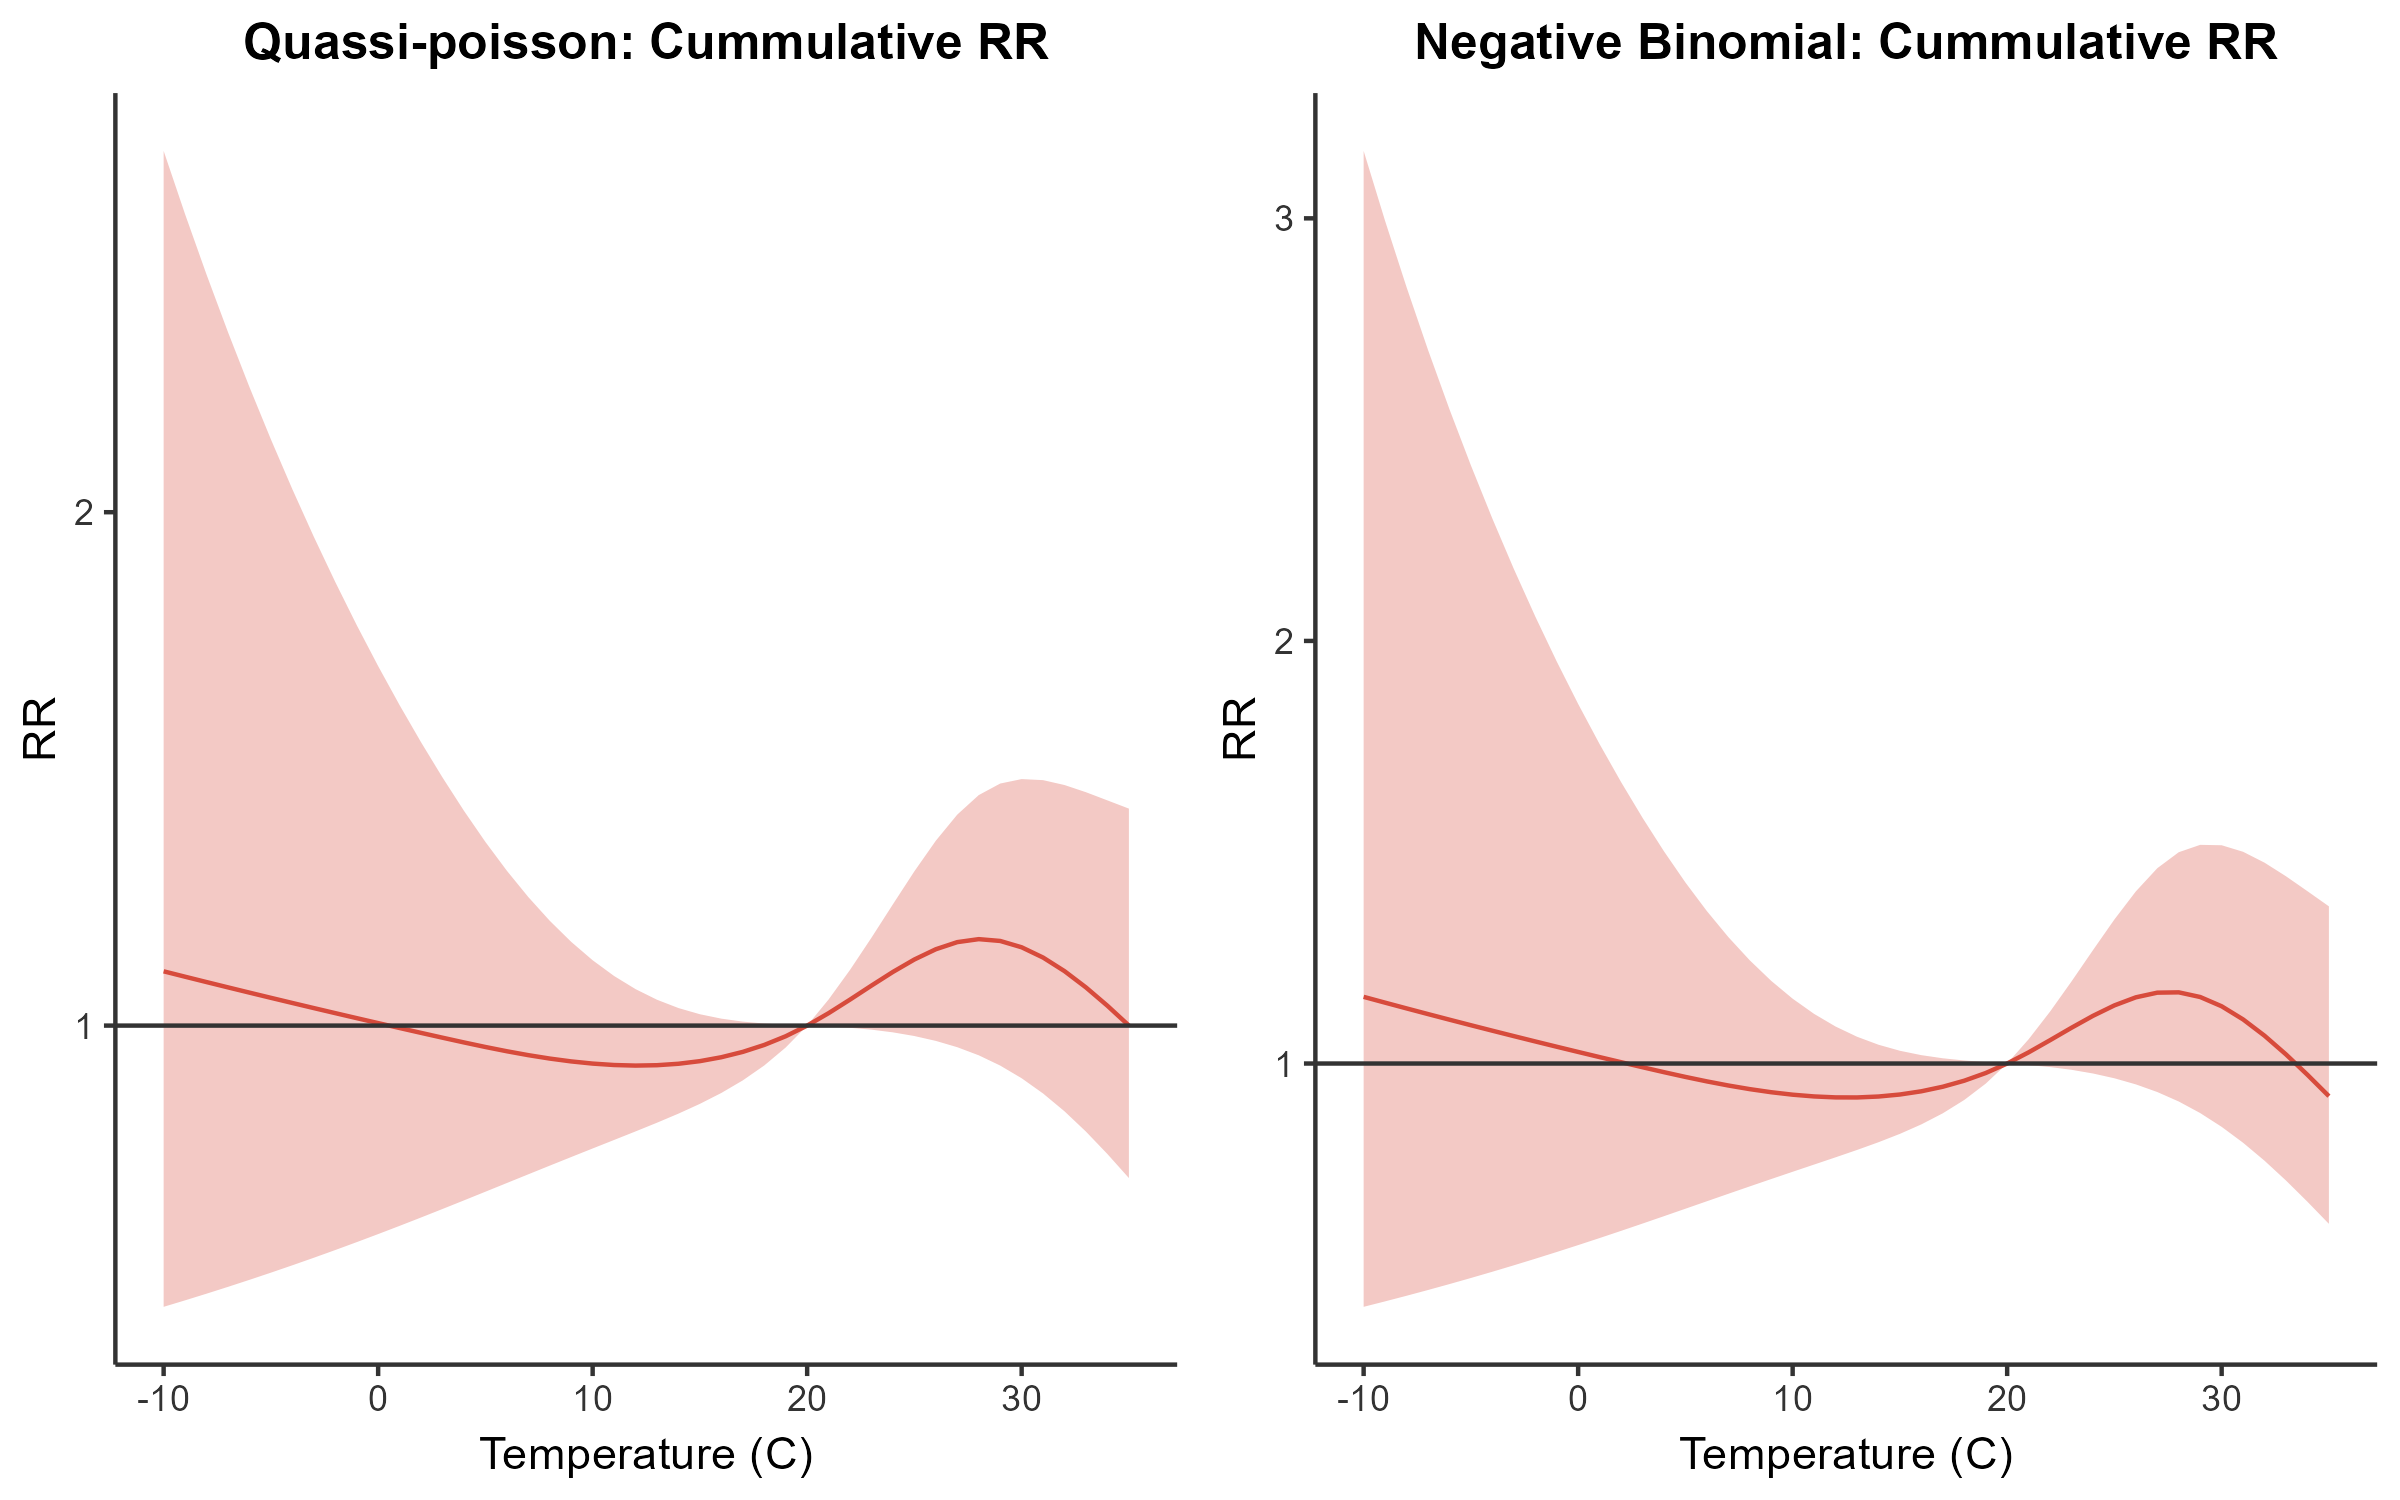 Quassi-poisson: Cummulative RR
RR
2
1
-10 0 10 20 30
Temperature (C)
Negative Binomial: Cummulative RR
RR
3
2
1
-10 0 10 20 30
Temperature (C)